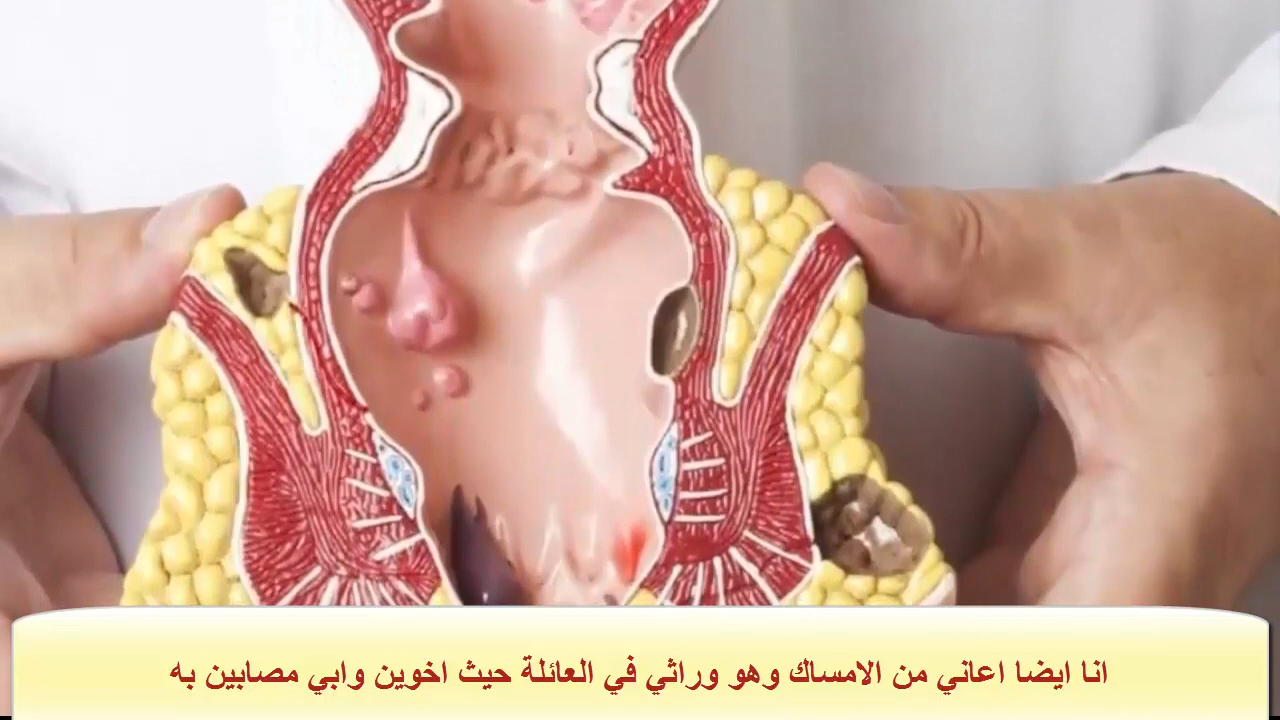 انا ايضا اعاني من الامساك وهو وراثي في العائلة حيث اخوين وابي مصابين به